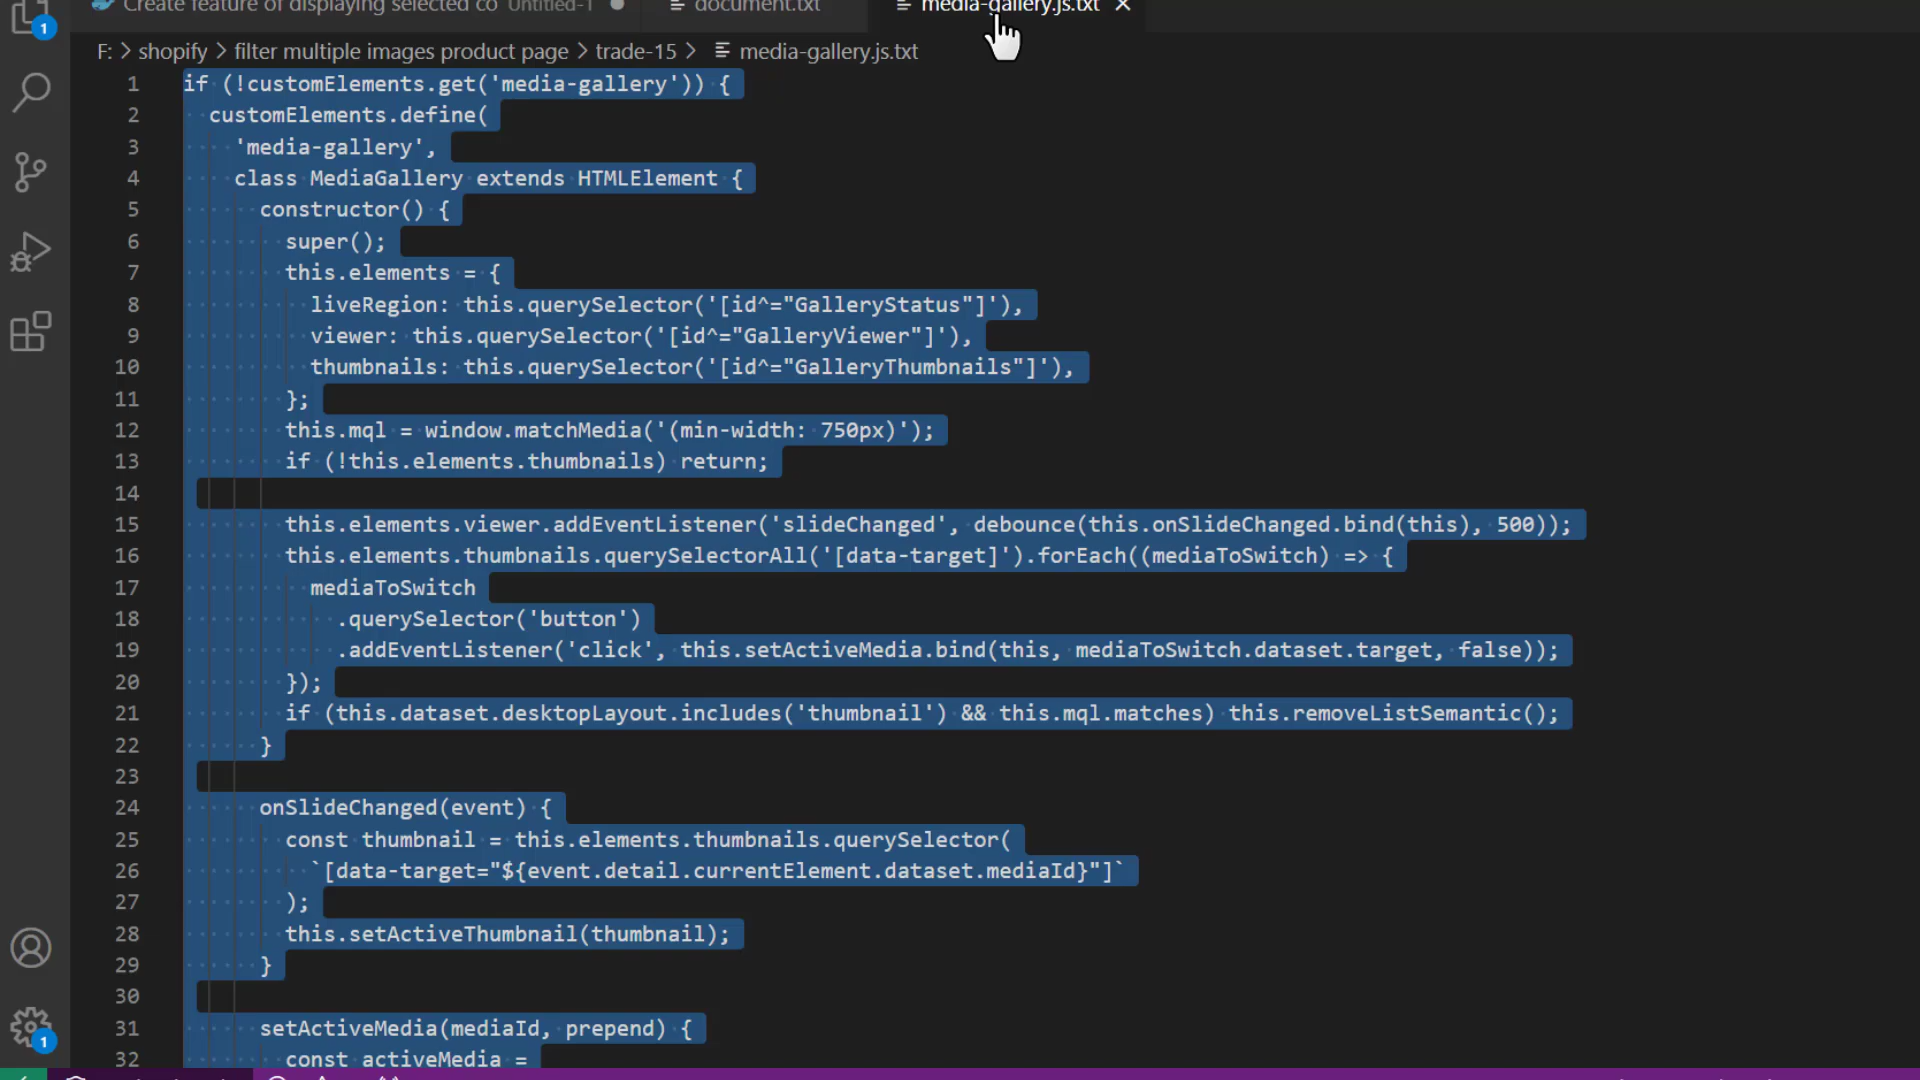 Create feature of displaying selected co Untitled-1
document.txt
media-gallery.js.txt
F: > shopify > filter multiple images product page > trade-15 > media-gallery.js.txt
1 if (!customElements.get('media-gallery')) {
2 customElements.define(
3 'media-gallery',
4 class MediaGallery extends HTMLElement {
5 constructor() {
6 super();
7 this.elements = {
8 liveRegion: this.querySelector('[id^="GalleryStatus"]'),
9 viewer: this.querySelector('[id^="GalleryViewer"]'),
10 thumbnails: this.querySelector('[id^="GalleryThumbnails"]'),
11 };
12 this.mql = window.matchMedia('(min-width: 750px)');
13 if (!this.elements.thumbnails) return;
14
15 this.elements.viewer.addEventListener('slideChanged', debounce(this.onSlideChanged.bind(this), 500));
16 this.elements.thumbnails.querySelectorAll('[data-target]').forEach((mediaToSwitch) => {
17 mediaToSwitch
18 .querySelector('button')
19 .addEventListener('click', this.setActiveMedia.bind(this, mediaToSwitch.dataset.target, false));
20 });
21 if (this.dataset.desktopLayout.includes('thumbnail') && this.mql.matches) this.removeListSemantic();
22 }
23
24 onSlideChanged(event) {
25 const thumbnail = this.elements.thumbnails.querySelector(
26 `[data-target="${event.detail.currentElement.dataset.mediaId}"]`
27 );
28 this.setActiveThumbnail(thumbnail);
29 }
30
31 setActiveMedia(mediaId, prepend) {
32 const activeMedia =
1
1